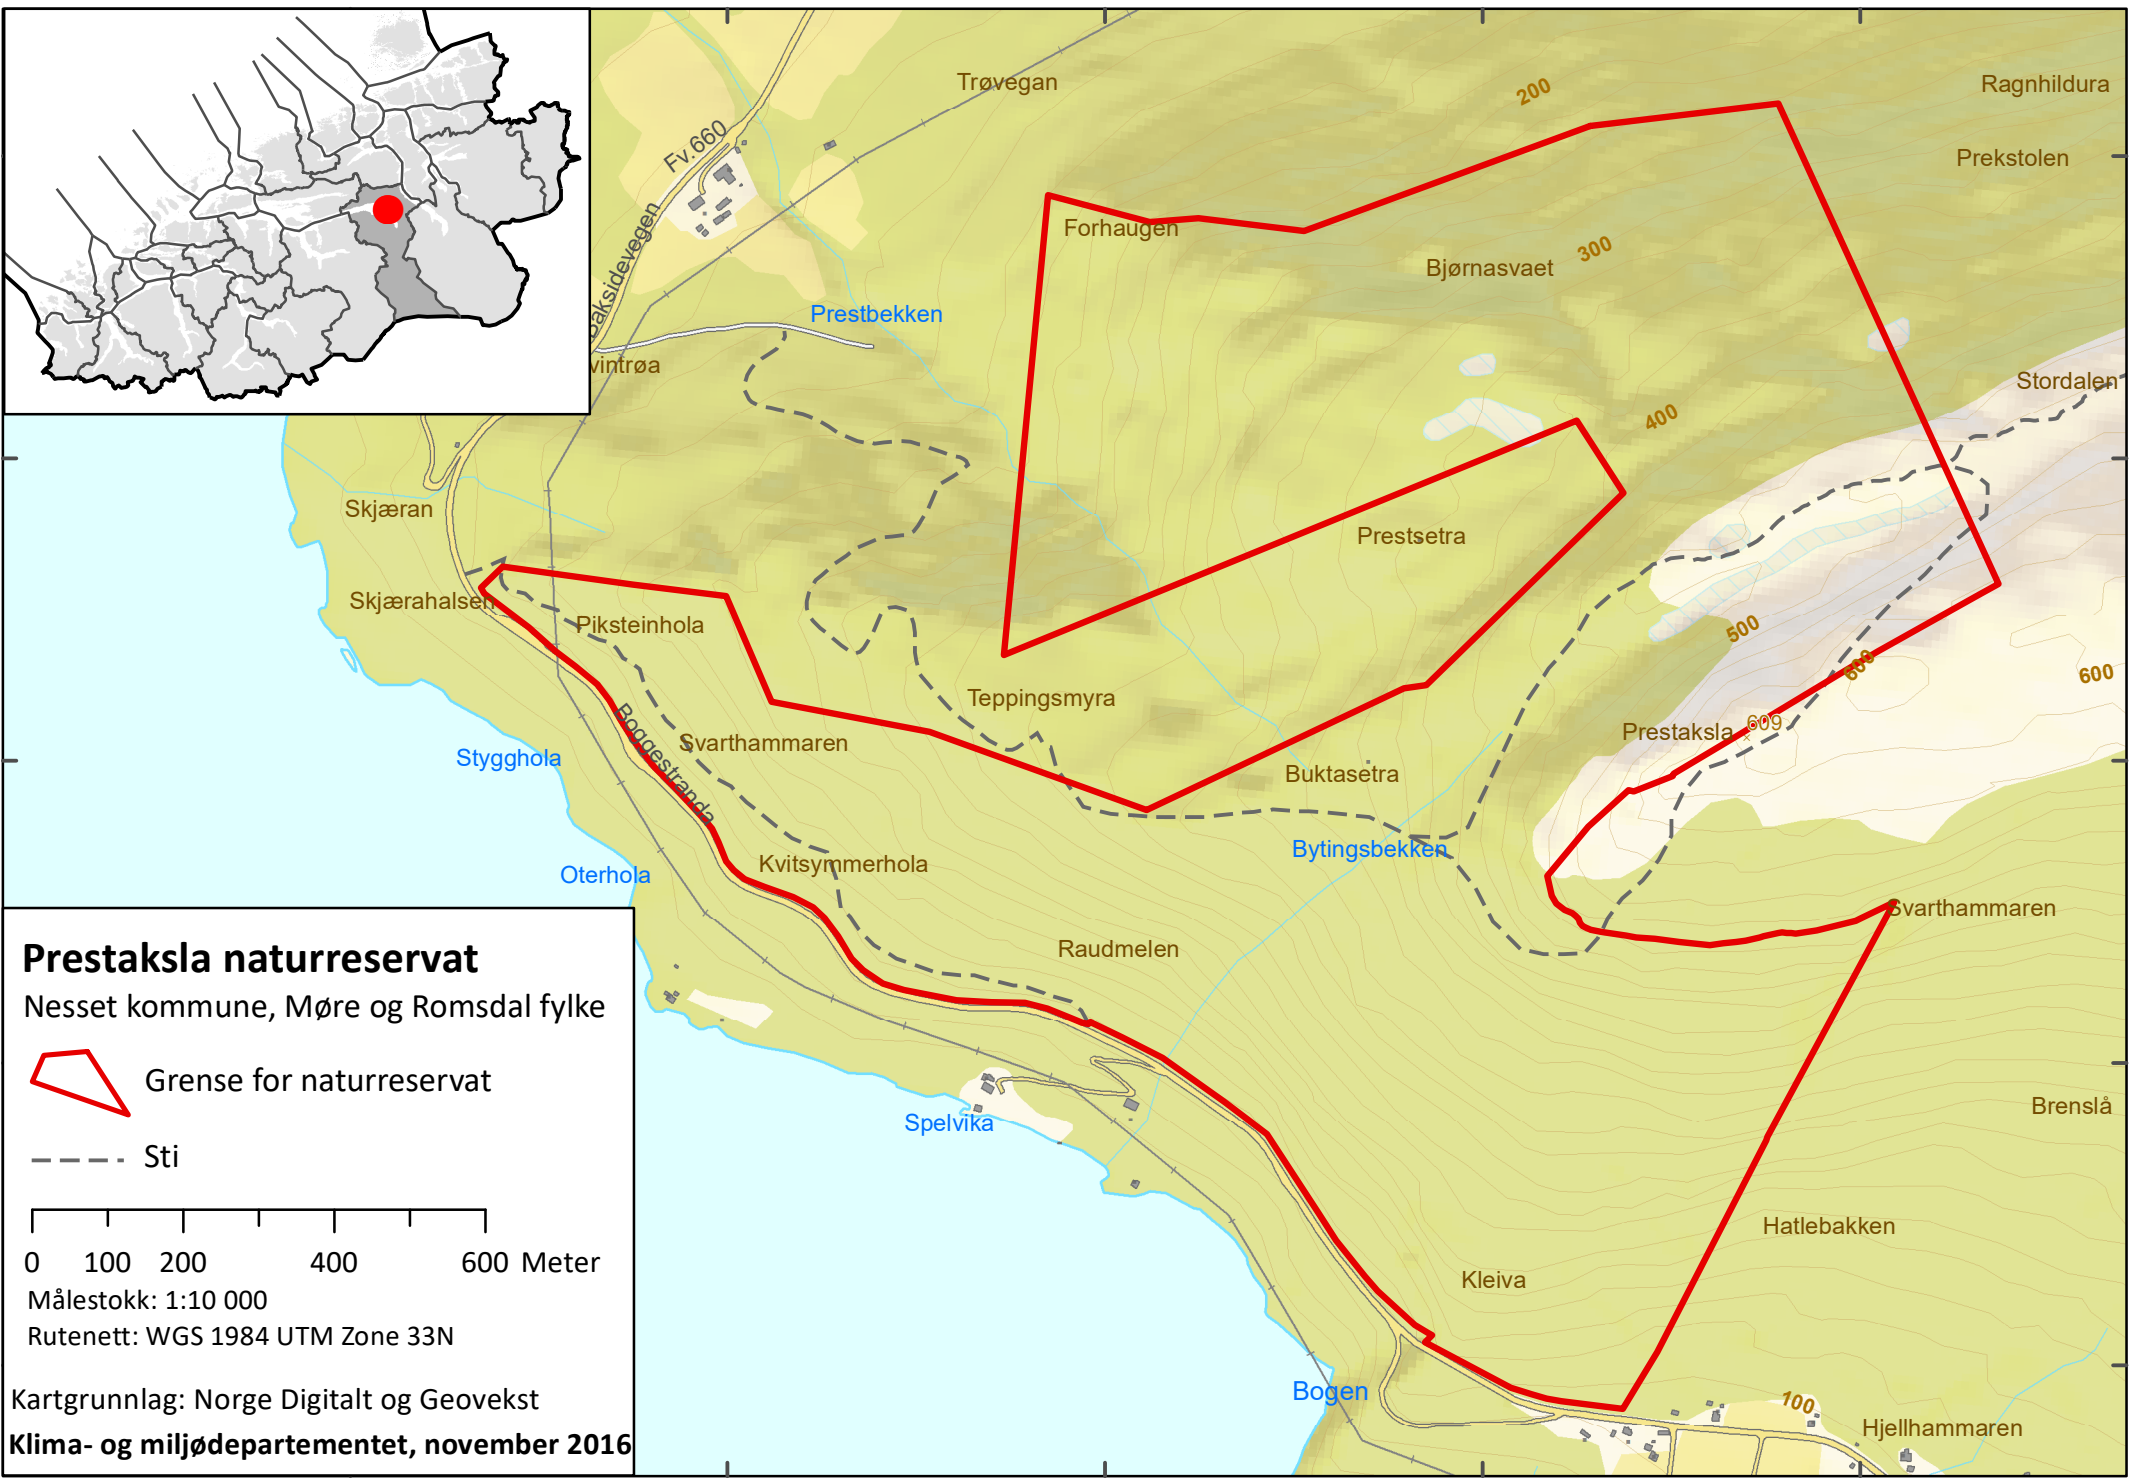 Trøvegan
Ragnhildura
200
Fv.660
Prekstolen
Forhaugen
Baksidevegen
300
Bjørnasvaet
Prestbekken
vintrøa
Stordalen
400
Skjæran
Prestsetra
Skjærahalsen
Piksteinhola
500
600
600
Teppingsmyra
Boggestranda
609
Prestaksla
Svarthammaren
Stygghola
Buktasetra
Bytingsbekken
Kvitsymmerhola
Oterhola
Svarthammaren
Raudmelen
Prestaksla naturreservat
Nesset kommune, Møre og Romsdal fylke
Grense for naturreservat
Sti
0 100 200 400 600 Meter
Målestokk: 1:10 000
Rutenett: WGS 1984 UTM Zone 33N
Kartgrunnlag: Norge Digitalt og Geovekst
Klima- og miljødepartementet, november 2016
Brenslå
Spelvika
Hatlebakken
Kleiva
Bogen
100
Hjellhammaren